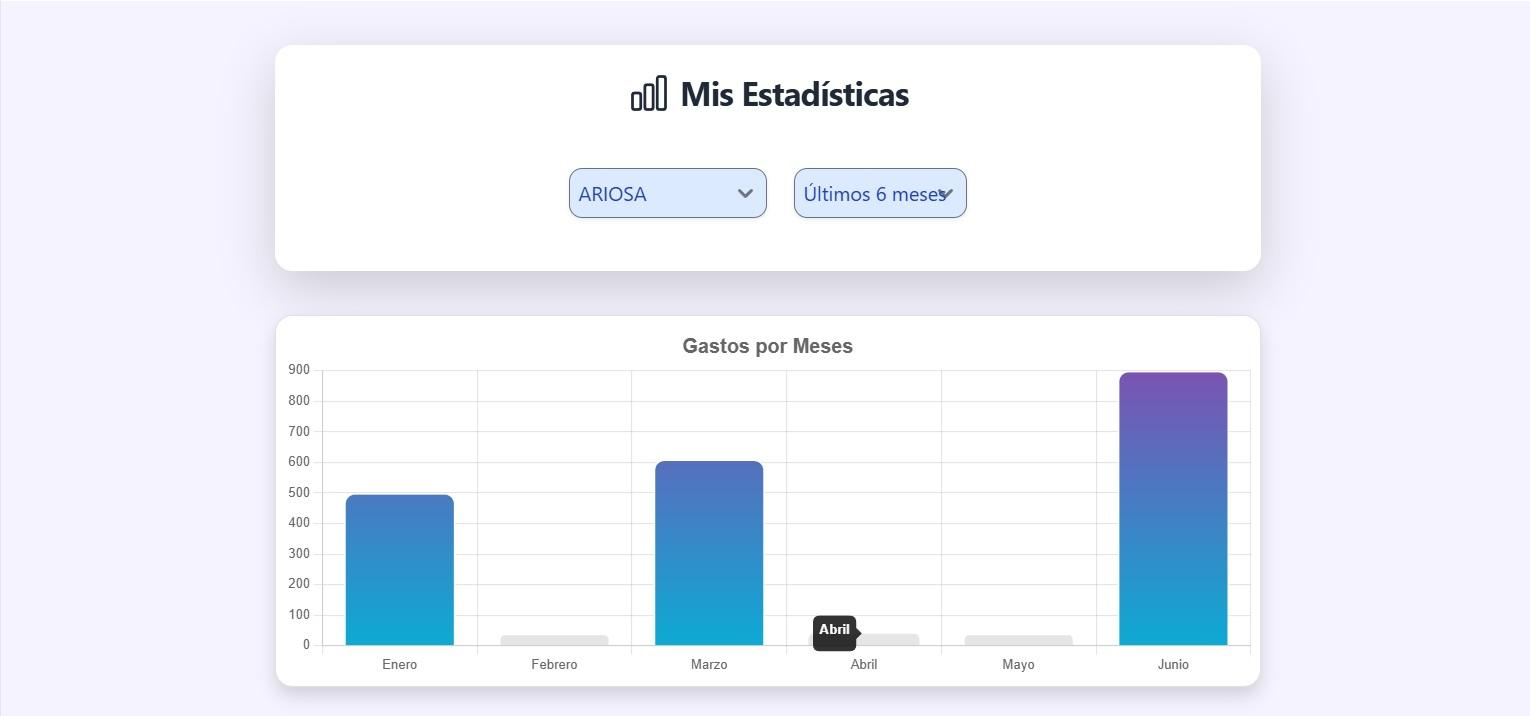 Mis Estadísticas
ARIOSA
Últimos 6 meses
Gastos por Meses
900
800
700
600
500
400
300
200
100
0
Abril
Enero
Febrero
Marzo
Abril
Mayo
Junio